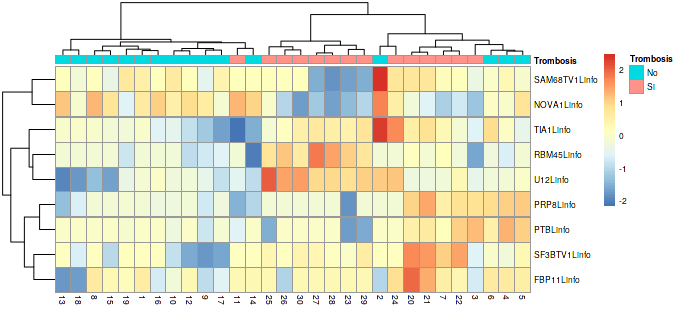 Trombosis
SAM68TV1Linfo
NOVA1Linfo
TIA1Linfo
RBM45Linfo
U12Linfo
PRP8Linfo
PTBLinfo
SF3BTV1Linfo
FBP11Linfo
13 18 8 15 19 1 16 10 12 9 17 11 14 25 26 30 27 28 23 29 2 24 20 21 7 22 3 6 4 5
2
1
0
-1
-2
Trombosis
No
Si